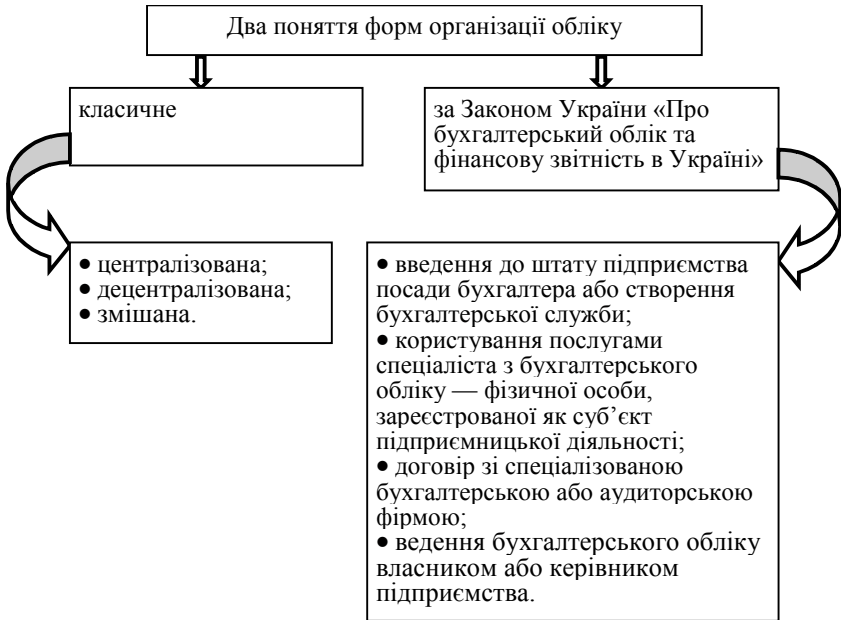 Два поняття форм організації обліку
класичне
за Законом України «Про
бухгалтерський облік та
фінансову звітність в Україні»
• централізована;
• децентралізована;
• змішана.
• введення до штату підприємства
посади бухгалтера або створення
бухгалтерської служби;
• користування послугами
спеціаліста з бухгалтерського
обліку — фізичної особи,
зареєстрованої як суб’єкт
підприємницької діяльності;
• договір зі спеціалізованою
бухгалтерською або аудиторською
фірмою;
• ведення бухгалтерського обліку
власником або керівником
підприємства.